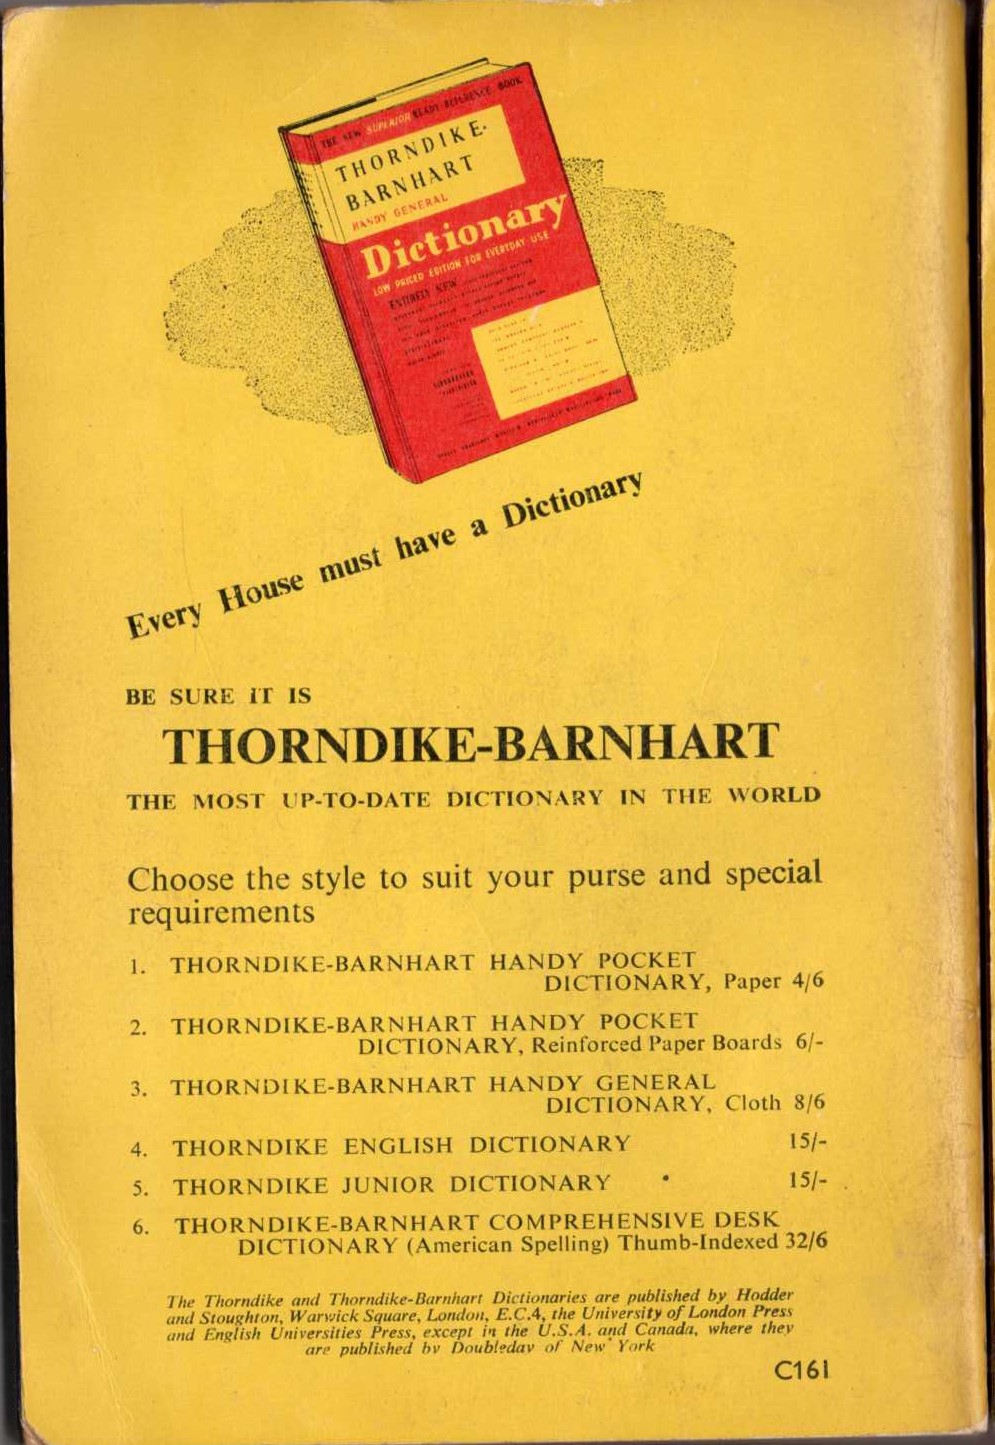 THE NEW SUPERIOR READY REFERENCE BOOK
THORNDIKE-
BARNHART
HANDY GENERAL
Dictionary
LOW PRICED EDITION FOR EVERYDAY USE
ENTIRELY NEW
Every House must have a Dictionary
BE SURE IT IS
THORNDIKE-BARNHART
THE MOST UP-TO-DATE DICTIONARY IN THE WORLD
Choose the style to suit your purse and special
requirements
1. THORNDIKE-BARNHART HANDY POCKET
DICTIONARY, Paper 4/6
2. THORNDIKE-BARNHART HANDY POCKET
DICTIONARY, Reinforced Paper Boards 6/-
3. THORNDIKE-BARNHART HANDY GENERAL
DICTIONARY, Cloth 8/6
4. THORNDIKE ENGLISH DICTIONARY 15/-
5. THORNDIKE JUNIOR DICTIONARY 15/-
6. THORNDIKE-BARNHART COMPREHENSIVE DESK
DICTIONARY (American Spelling) Thumb-Indexed 32/6
The Thorndike and Thorndike-Barnhart Dictionaries are published by Hodder
and Stoughton, Warwick Square, London, E.C.4, the University of London Press
and English Universities Press, except in the U.S.A. and Canada, where they
are published by Doubleday of New York
C161